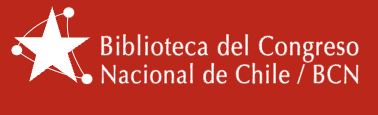 Biblioteca del Congreso
Nacional de Chile / BCN